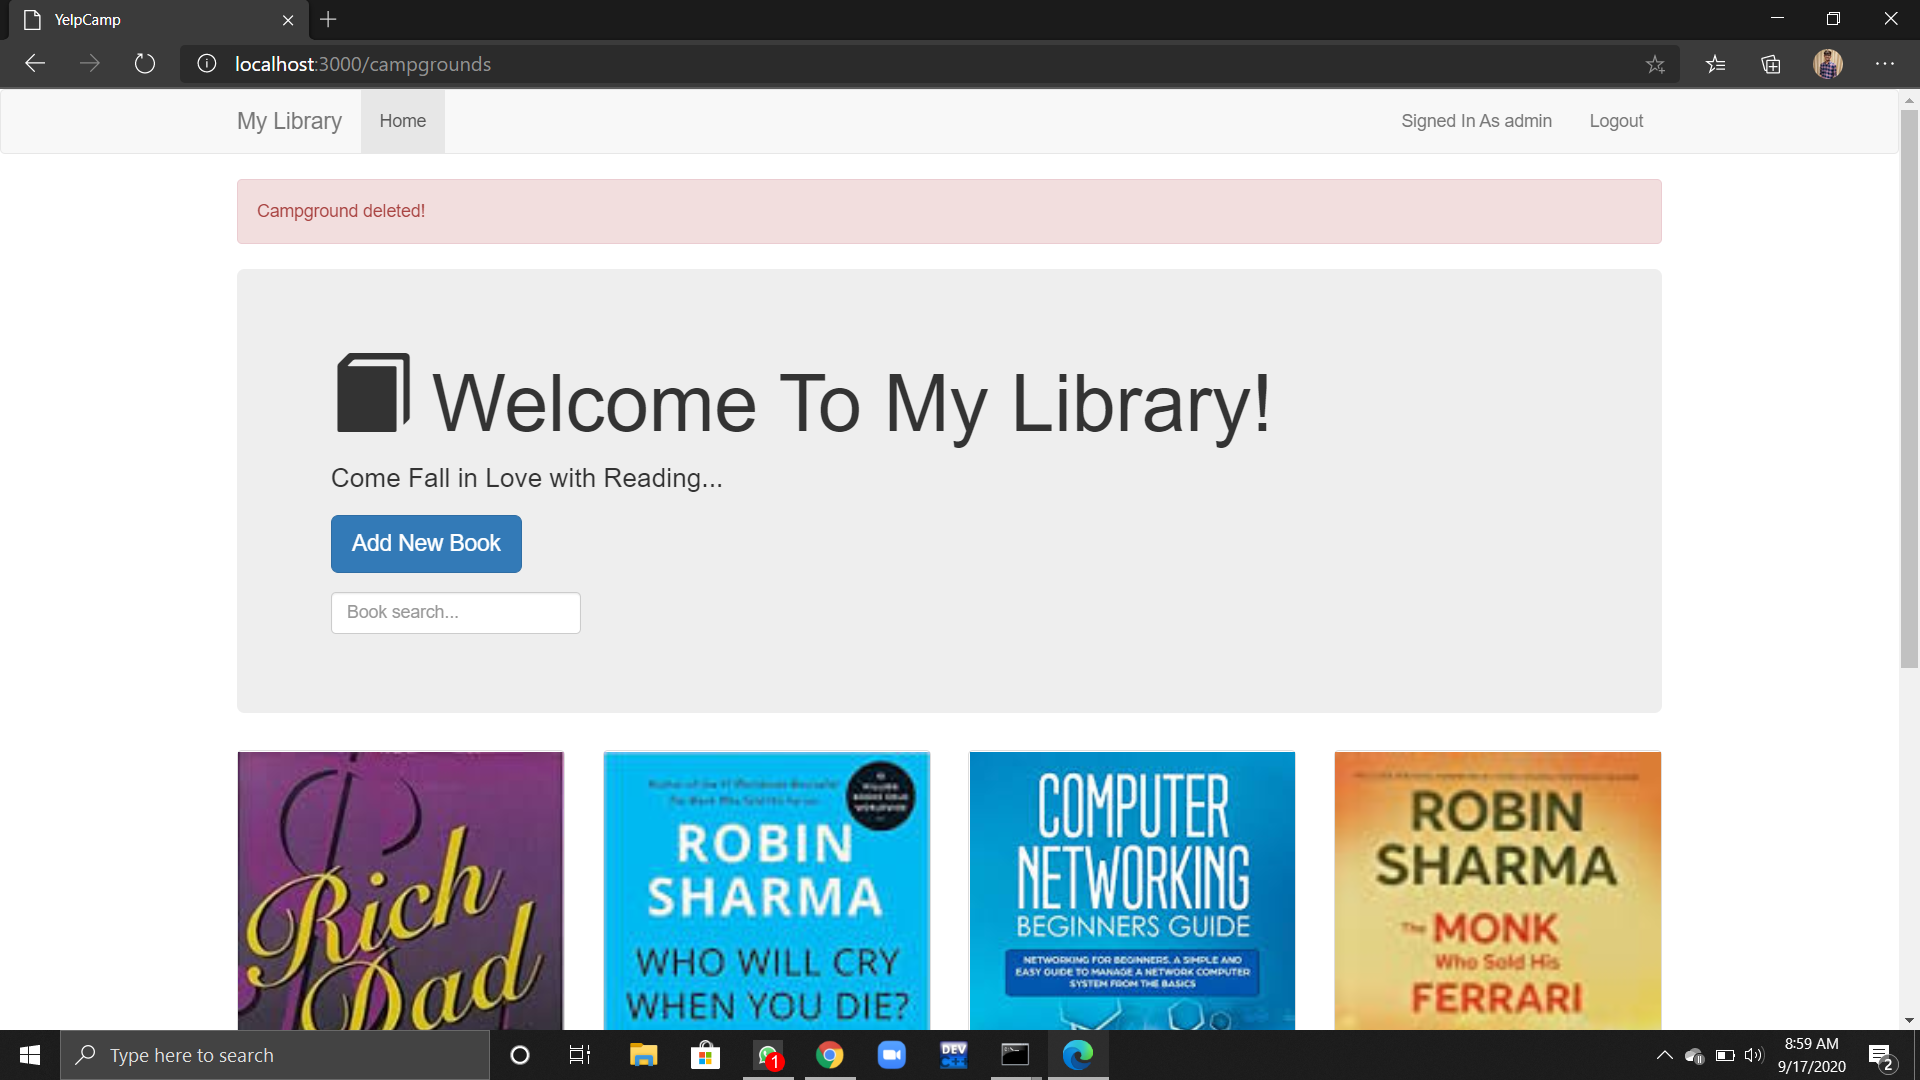 YelpCamp
localhost:3000/campgrounds
My Library
Home
Signed In As admin
Logout
Campground deleted!
Welcome To My Library!
Come Fall in Love with Reading...
Add New Book
Book search...
Rich
Dad
ROBIN
SHARMA
WHO WILL CRY
WHEN YOU DIE?
COMPUTER
NETWORKING
BEGINNERS GUIDE
NETWORKING FOR BEGINNERS. A SIMPLE AND
EASY GUIDE TO MANAGE A NETWORK COMPUTER
SYSTEM FROM THE BASICS
ROBIN
SHARMA
The MONK
Who Sold His
FERRARI
Type here to search
1
DEV
C++
8:59 AM
9/17/2020
2